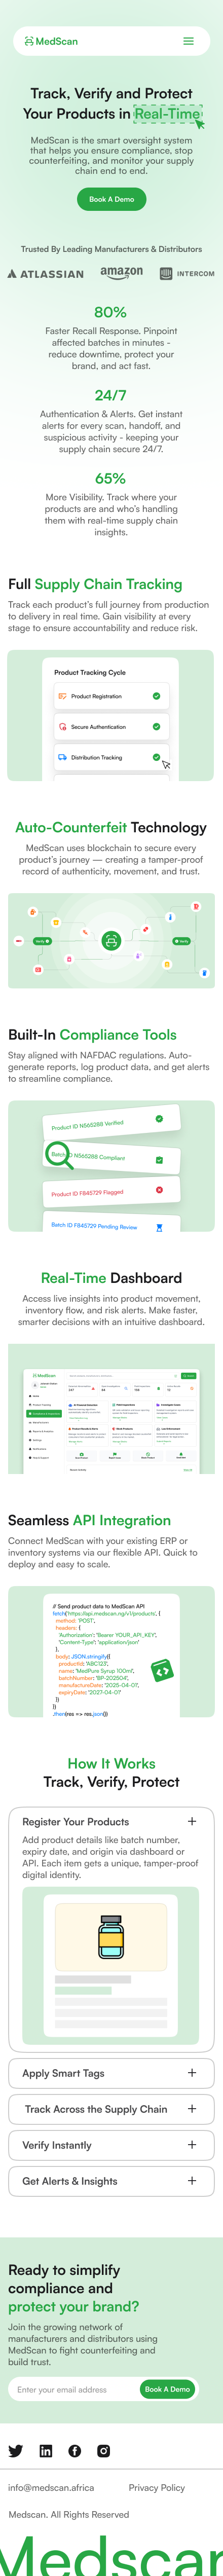 MedScan
Track, Verify and Protect
Your Products in Real-Time
MedScan is the smart oversight system
that helps you ensure compliance, stop
counterfeiting, and monitor your supply
chain end to end.
Book A Demo
Trusted By Leading Manufacturers & Distributors
ATLASSIAN
amazon
INTERCOM
80%
Faster Recall Response. Pinpoint
affected batches in minutes -
reduce downtime, protect your
brand, and act fast.
24/7
Authentication & Alerts. Get instant
alerts for every scan, handoff, and
suspicious activity - keeping your
supply chain secure 24/7.
65%
More Visibility. Track where your
products are and who's handling
them with real-time supply chain
insights.
Full Supply Chain Tracking
Track each product's full journey from production
to delivery in real time. Gain visibility at every
stage to ensure accountability and reduce risk.
Product Tracking Cycle
Product Registration
Secure Authentication
Distribution Tracking
Auto-Counterfeit Technology
MedScan uses blockchain to secure every
product's journey — creating a tamper-proof
record of authenticity, movement, and trust.
Verify
Verify
Built-In Compliance Tools
Stay aligned with NAFDAC regulations. Auto-
generate reports, log product data, and get alerts
to streamline compliance.
Product ID N565288 Verified
Batch ID N565288 Compliant
Product ID F845729 Flagged
Batch ID F845729 Pending Review
Real-Time Dashboard
Access live insights into product movement,
inventory flow, and risk alerts. Make faster,
smarter decisions with an intuitive dashboard.
MedScan
Seamless API Integration
Connect MedScan with your existing ERP or
inventory systems via our flexible API. Quick to
deploy and easy to scale.
// Send product data to MedScan API
fetch('https://api.medscan.ng/v1/products', {
method: 'POST',
headers: {
'Authorization': 'Bearer YOUR_API_KEY',
'Content-Type': 'application/json'
},
body: JSON.stringify({
productId: 'ABC123',
name: 'MedPure Syrup 100ml',
batchNumber: 'BP-202504',
manufactureDate: '2025-04-01',
expiryDate: '2027-04-01'
})
})
.then(res => res.json())
How It Works
Track, Verify, Protect
Register Your Products
Add product details like batch number,
expiry date, and origin via dashboard or
API. Each item gets a unique, tamper-proof
digital identity.
Apply Smart Tags
Track Across the Supply Chain
Verify Instantly
Get Alerts & Insights
Ready to simplify
compliance and
protect your brand?
Join the growing network of
manufacturers and distributors using
MedScan to fight counterfeiting and
build trust.
Enter your email address
Book A Demo
info@medscan.africa
Privacy Policy
Medscan. All Rights Reserved
Medscan